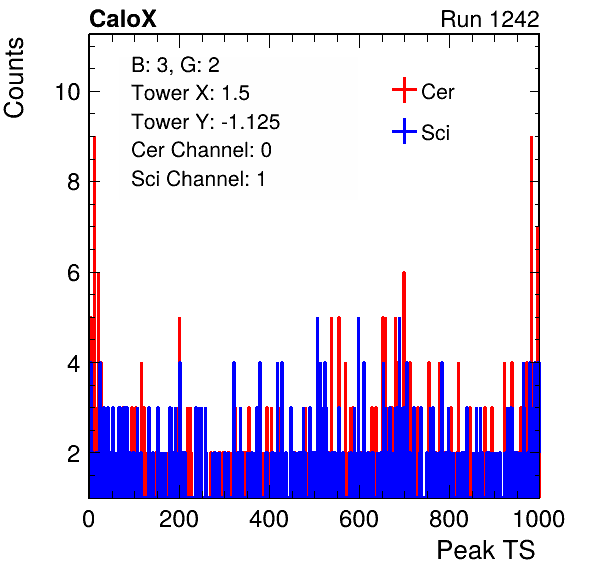 CaloX Run 1242
Counts
B: 3, G: 2
Tower X: 1.5
Tower Y: -1.125
Cer Channel: 0
Sci Channel: 1
Cer
Sci
10
8
6
4
2
0 200 400 600 800 1000
Peak TS